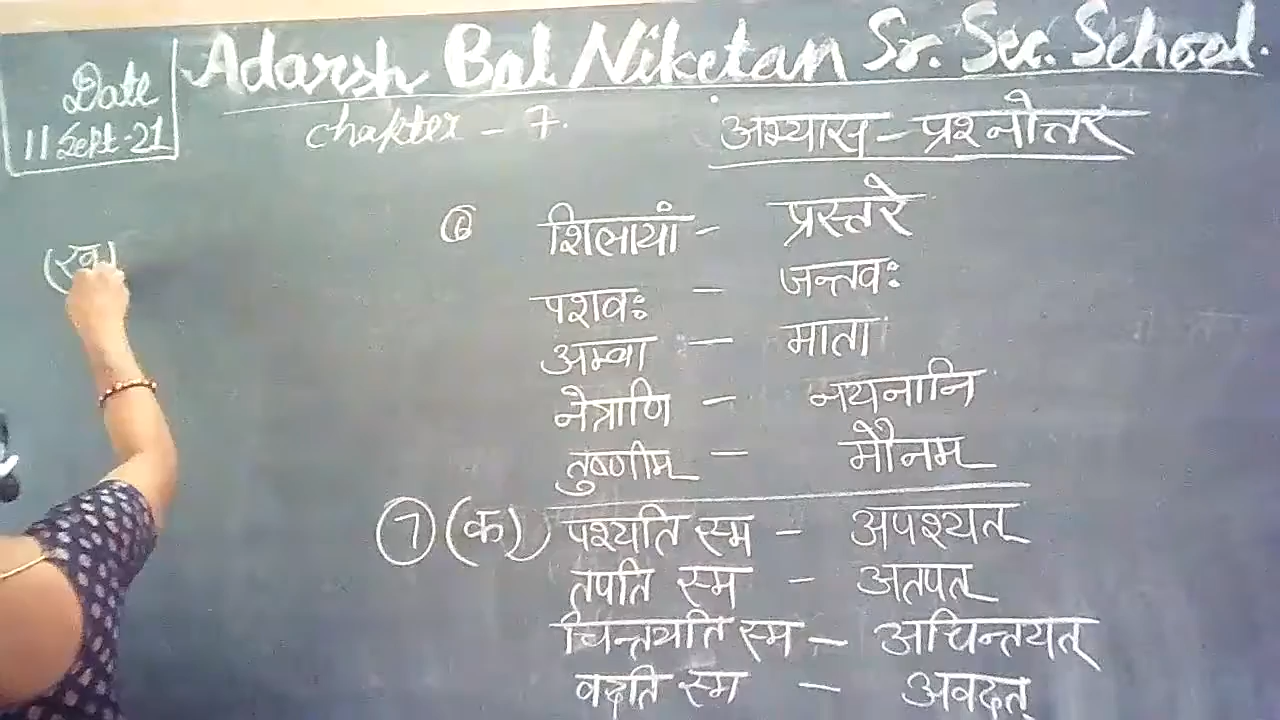 Adarsh Bal Niketan Sr. Sec. School.
Date
11 Sept-21
chapter - 7.
अभ्यास - प्रश्नोत्तर
(ख)
6 शिलायां - प्रस्तरे
पशवः - जन्तवः
अम्बा - माता
नेत्राणि - नयनानि
तुष्णीम् - मौनम्
7 (क) पश्यति स्म - अपश्यत्
तपति स्म - अतपत्
चिन्तयति स्म - अचिन्तयत्
वदति स्म - अवदत्